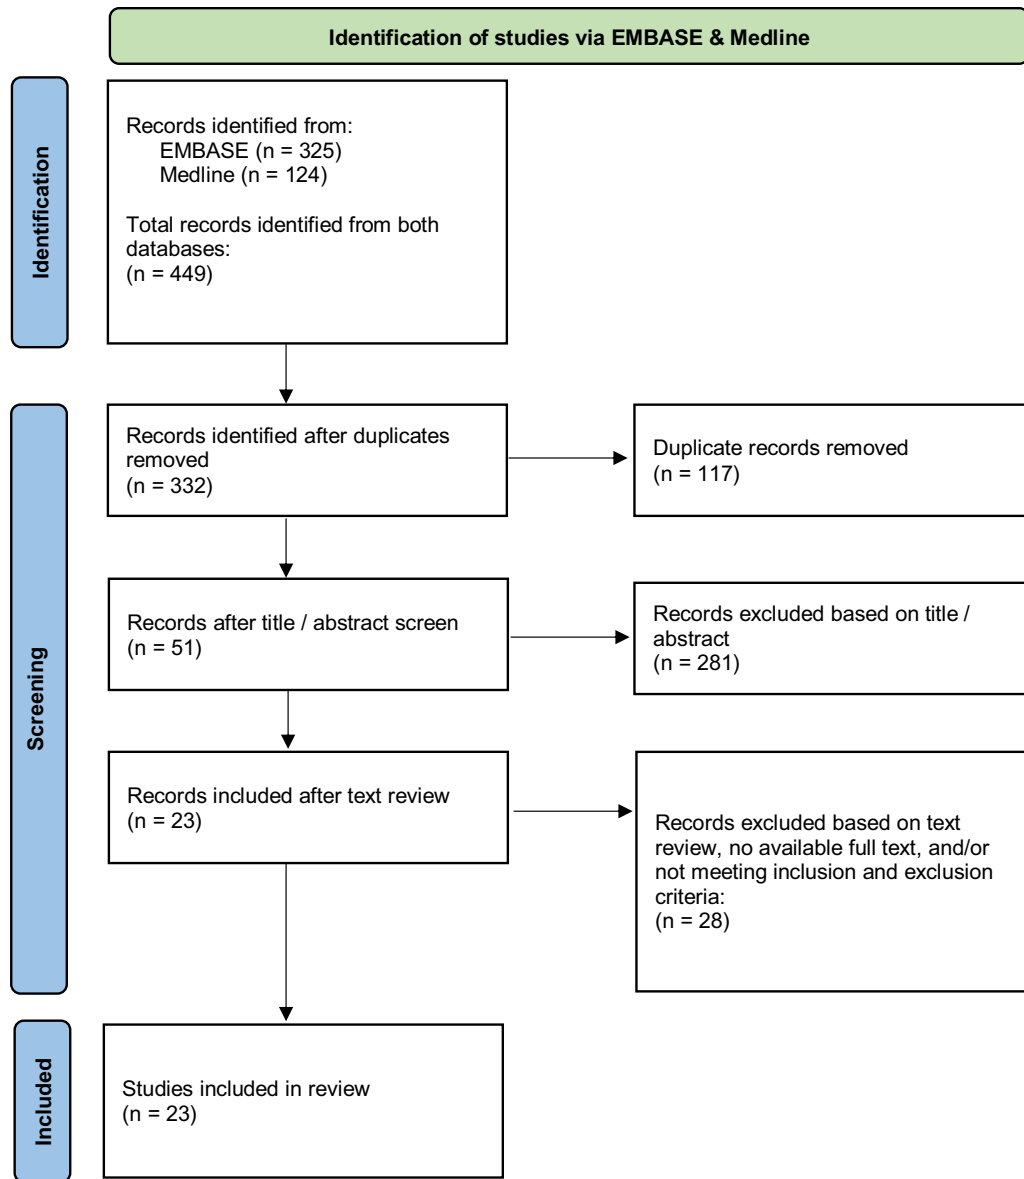 Identification of studies via EMBASE & Medline
Identification
Records identified from:
EMBASE (n = 325)
Medline (n = 124)
Total records identified from both
databases:
(n = 449)
Screening
Records identified after duplicates
removed
(n = 332)
Duplicate records removed
(n = 117)
Records after title / abstract screen
(n = 51)
Records excluded based on title /
abstract
(n = 281)
Records included after text review
(n = 23)
Records excluded based on text
review, no available full text, and/or
not meeting inclusion and exclusion
criteria:
(n = 28)
Included
Studies included in review
(n = 23)